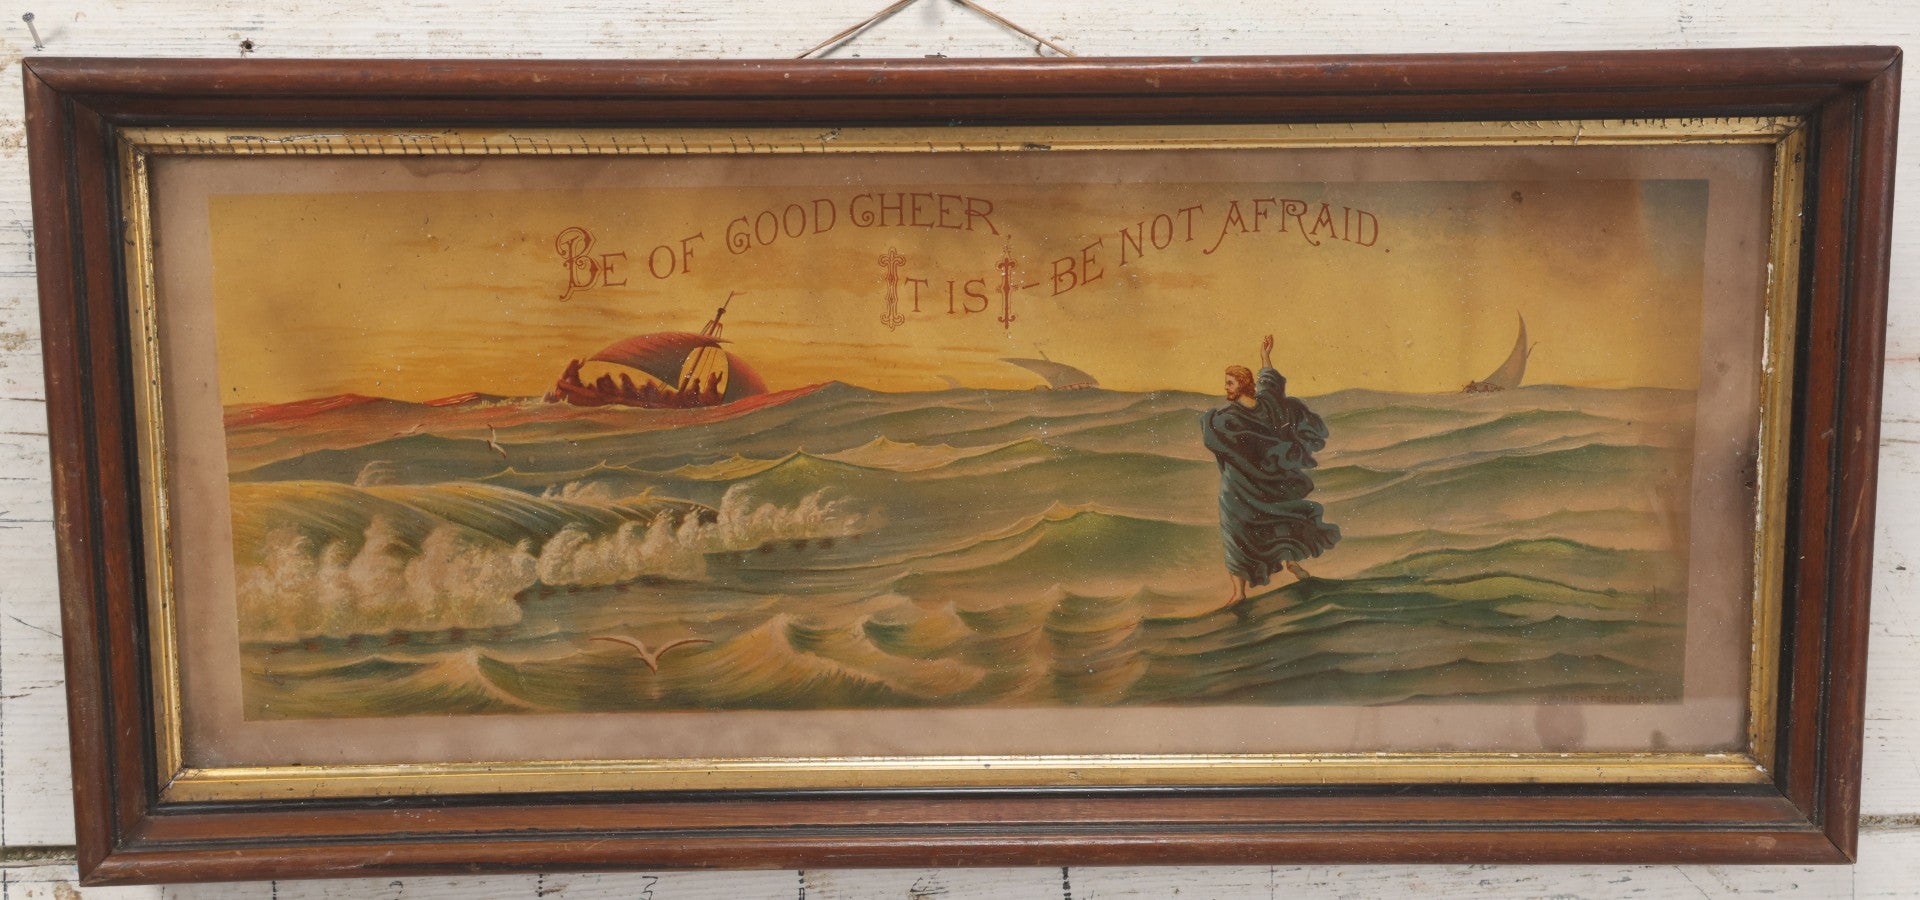 BE OF GOOD CHEER,
IT IS I - BE NOT AFRAID.